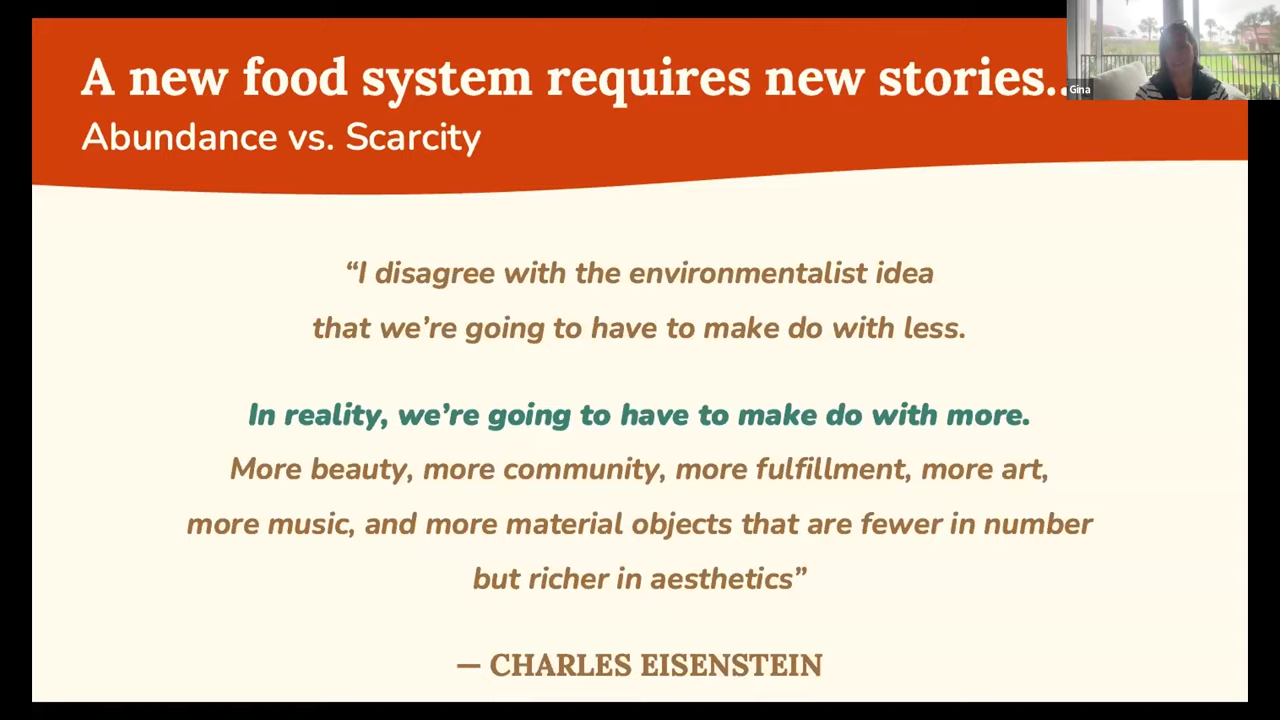 A new food system requires new stories..
Gina
Abundance vs. Scarcity
“I disagree with the environmentalist idea
that we’re going to have to make do with less.
In reality, we’re going to have to make do with more.
More beauty, more community, more fulfillment, more art,
more music, and more material objects that are fewer in number
but richer in aesthetics”
— CHARLES EISENSTEIN